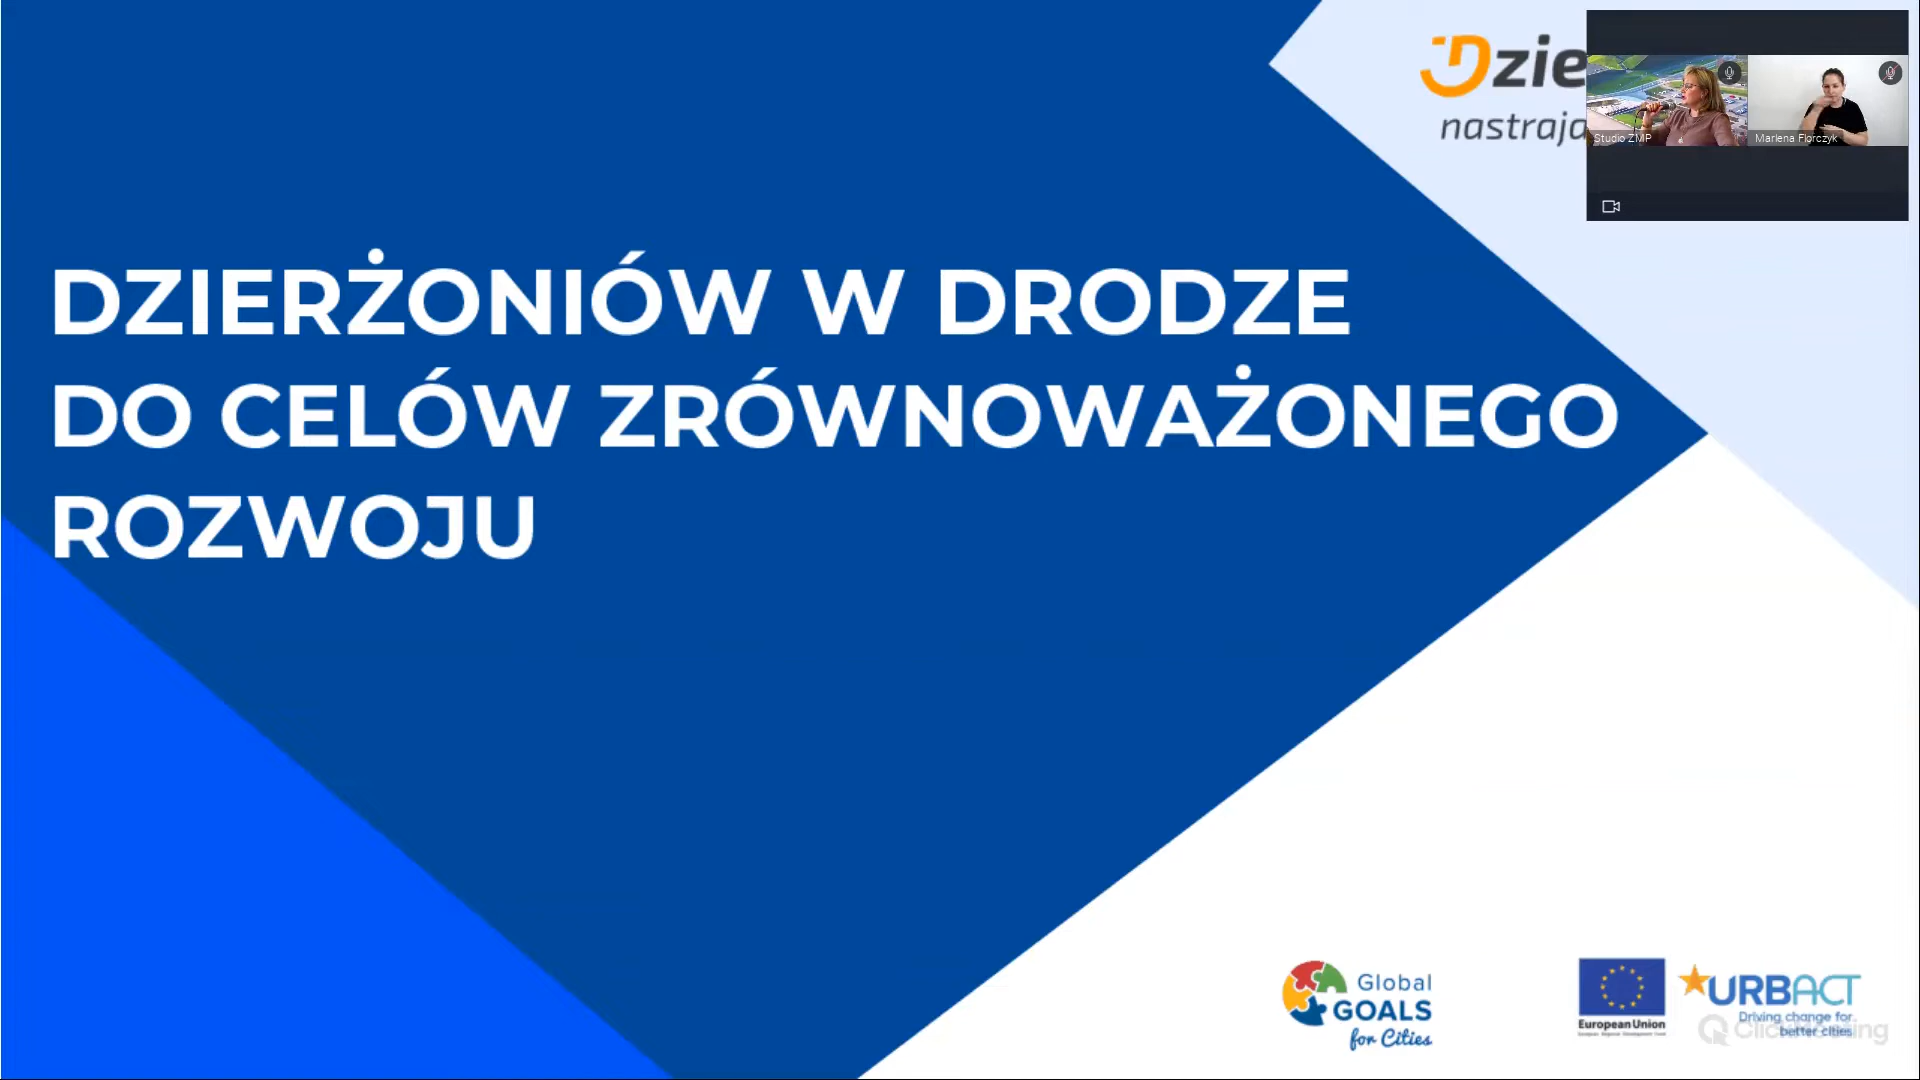 Dzie
nastraja
Studio ZMP
Marlena Florczyk
DZIERŻONIÓW W DRODZE
DO CELÓW ZRÓWNOWAŻONEGO
ROZWOJU
Global
GOALS
for Cities
European Union
URBACT
Driving change for
better cities
ClickMeeting